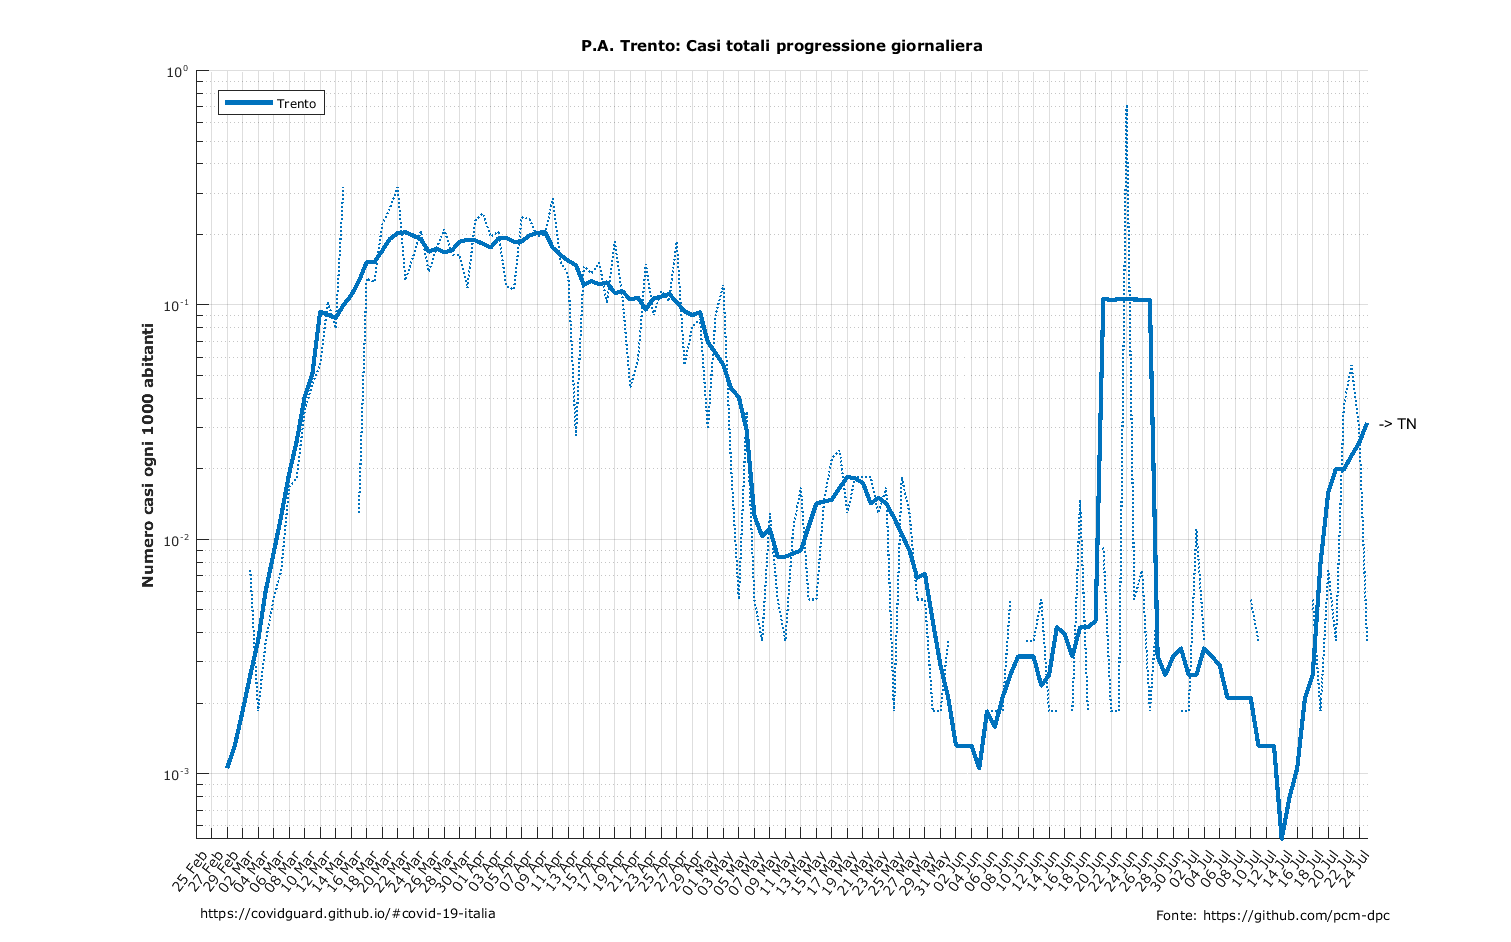 P.A. Trento: Casi totali progressione giornaliera
Trento
Numero casi ogni 1000 abitanti
10⁰
10⁻¹
10⁻²
10⁻³
-> TN
25 Feb
27 Feb
29 Feb
02 Mar
04 Mar
06 Mar
08 Mar
10 Mar
12 Mar
14 Mar
16 Mar
18 Mar
20 Mar
22 Mar
24 Mar
26 Mar
28 Mar
30 Mar
01 Apr
03 Apr
05 Apr
07 Apr
09 Apr
11 Apr
13 Apr
15 Apr
17 Apr
19 Apr
21 Apr
23 Apr
25 Apr
27 Apr
29 Apr
01 May
03 May
05 May
07 May
09 May
11 May
13 May
15 May
17 May
19 May
21 May
23 May
25 May
27 May
29 May
31 May
02 Jun
04 Jun
06 Jun
08 Jun
10 Jun
12 Jun
14 Jun
16 Jun
18 Jun
20 Jun
22 Jun
24 Jun
26 Jun
28 Jun
30 Jun
02 Jul
04 Jul
06 Jul
08 Jul
10 Jul
12 Jul
14 Jul
16 Jul
18 Jul
20 Jul
22 Jul
24 Jul
https://covidguard.github.io/#covid-19-italia
Fonte: https://github.com/pcm-dpc